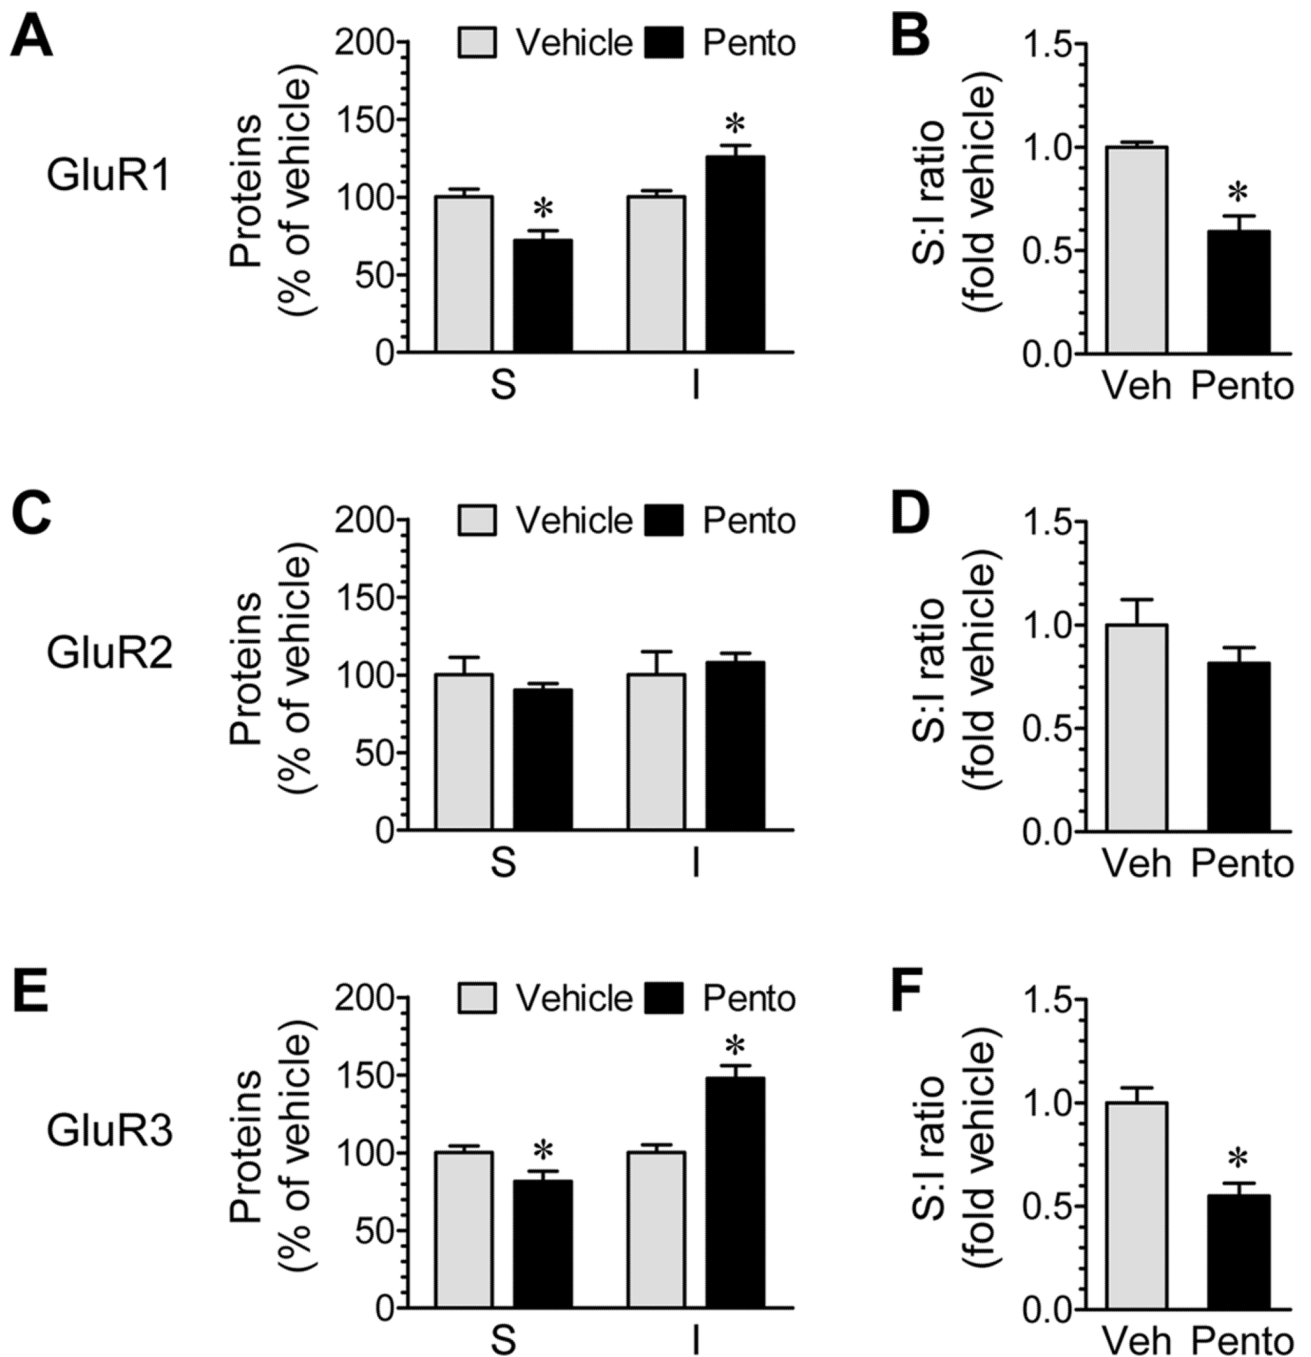 A
GluR1
Proteins
(% of vehicle)
200
150
100
50
0
Vehicle Pento
*
*
S I
B
S:I ratio
(fold vehicle)
1.5
1.0
0.5
0.0
*
Veh Pento
C
GluR2
Proteins
(% of vehicle)
200
150
100
50
0
Vehicle Pento
S I
D
S:I ratio
(fold vehicle)
1.5
1.0
0.5
0.0
Veh Pento
E
GluR3
Proteins
(% of vehicle)
200
150
100
50
0
Vehicle Pento
*
*
S I
F
S:I ratio
(fold vehicle)
1.5
1.0
0.5
0.0
*
Veh Pento